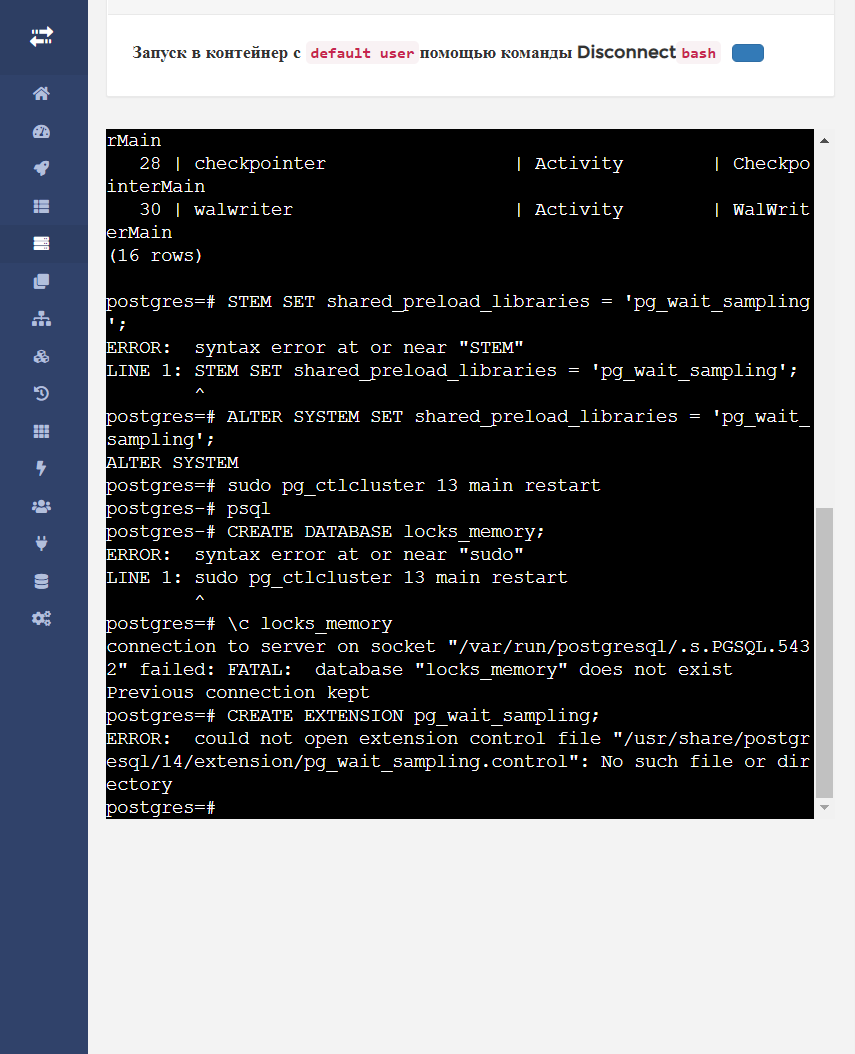 Запуск в контейнер с default user помощью команды Disconnect bash
rMain
   28 | checkpointer                 | Activity        | Checkpo
interMain
   30 | walwriter                    | Activity        | WalWrit
erMain
(16 rows)
postgres=# STEM SET shared_preload_libraries = 'pg_wait_sampling
';
ERROR:  syntax error at or near "STEM"
LINE 1: STEM SET shared_preload_libraries = 'pg_wait_sampling';
        ^
postgres=# ALTER SYSTEM SET shared_preload_libraries = 'pg_wait_
sampling';
ALTER SYSTEM
postgres=# sudo pg_ctlcluster 13 main restart
postgres-# psql
postgres-# CREATE DATABASE locks_memory;
ERROR:  syntax error at or near "sudo"
LINE 1: sudo pg_ctlcluster 13 main restart
        ^
postgres=# \c locks_memory
connection to server on socket "/var/run/postgresql/.s.PGSQL.543
2" failed: FATAL:  database "locks_memory" does not exist
Previous connection kept
postgres=# CREATE EXTENSION pg_wait_sampling;
ERROR:  could not open extension control file "/usr/share/postgr
esql/14/extension/pg_wait_sampling.control": No such file or dir
ectory
postgres=#